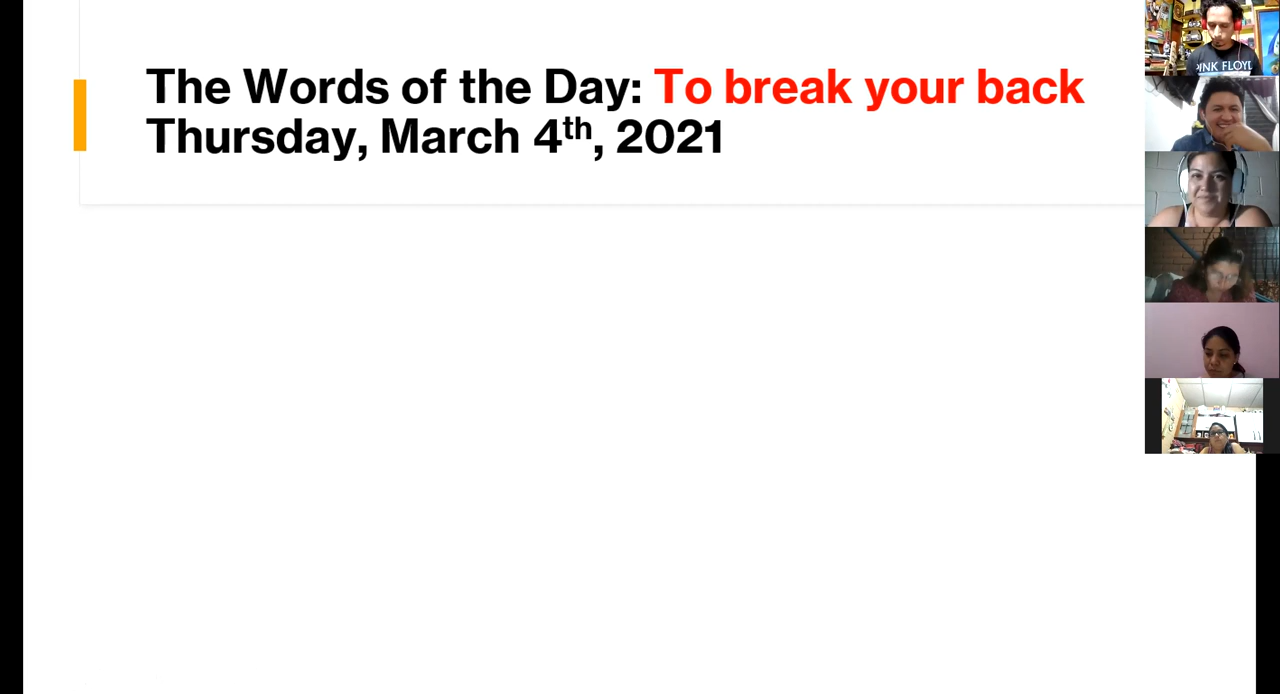 The Words of the Day: To break your back
Thursday, March 4th, 2021
PINK FLOYD